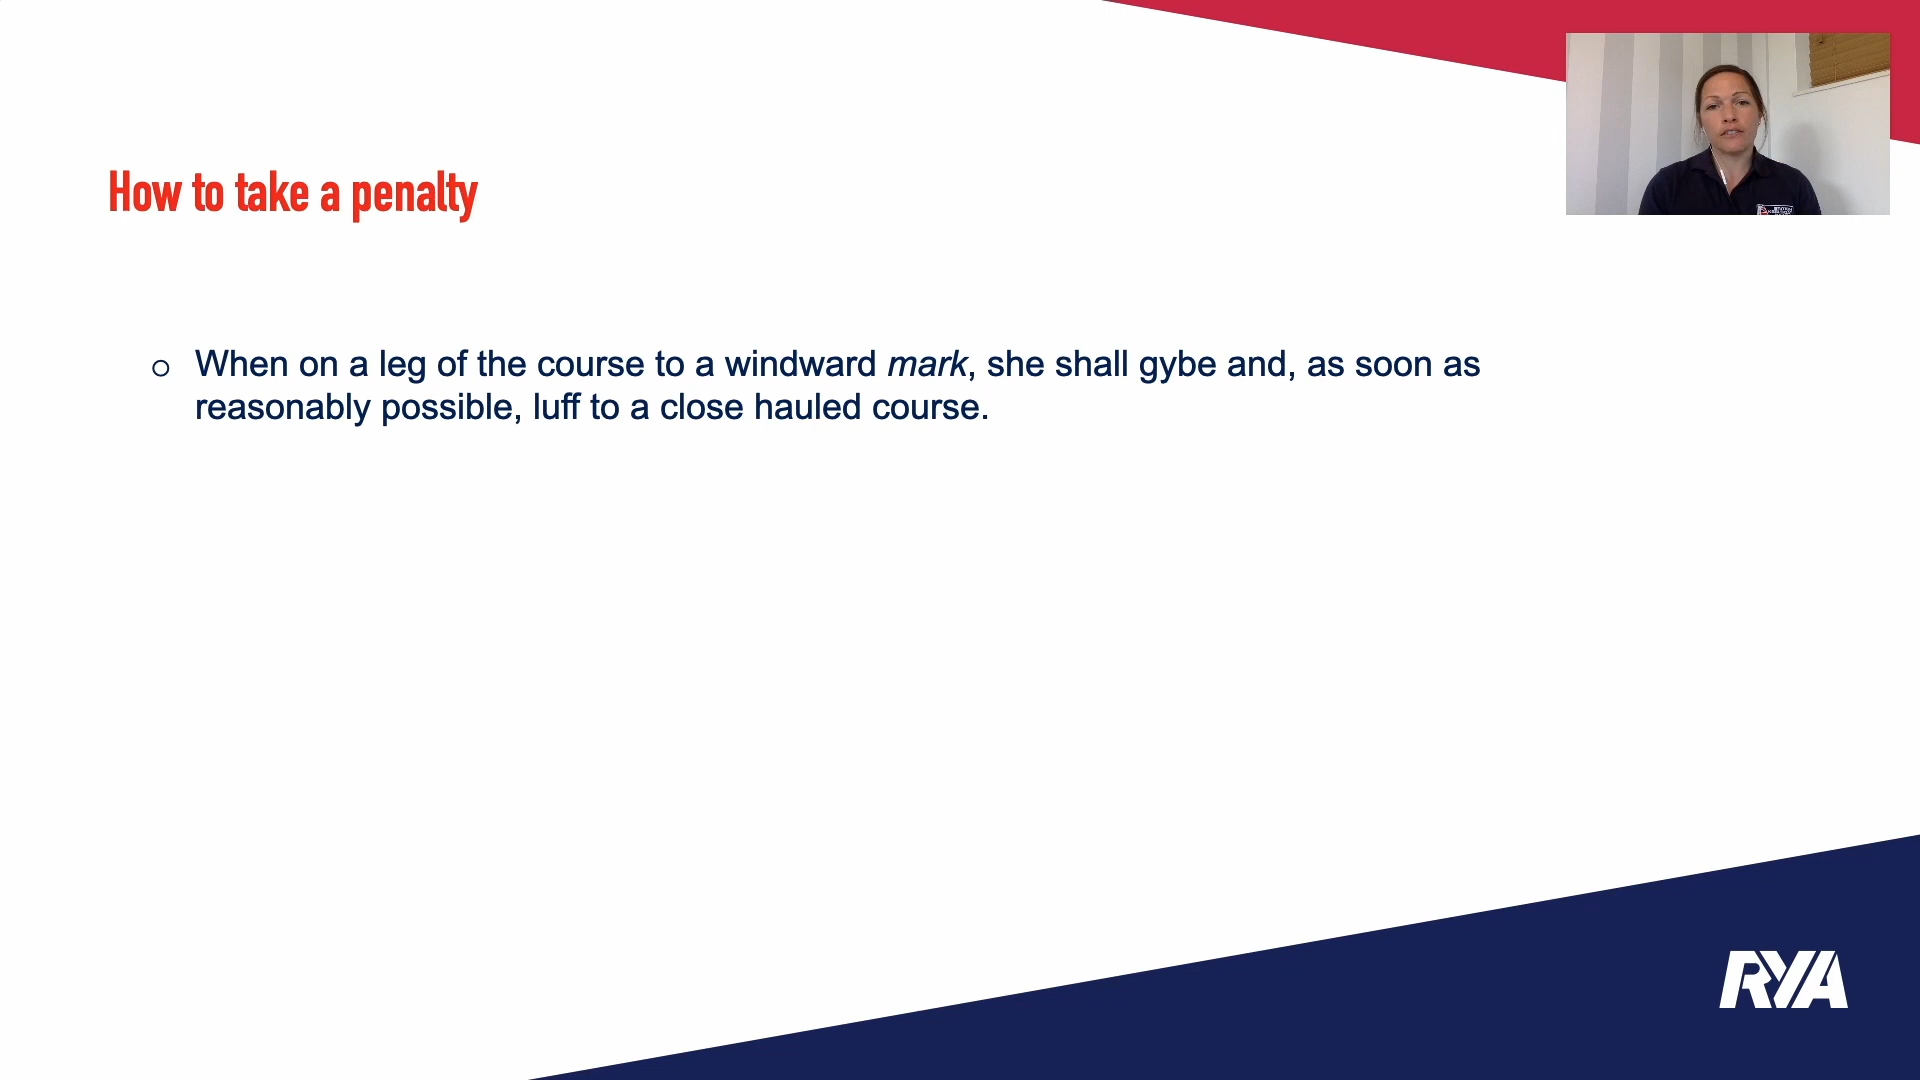 How to take a penalty
When on a leg of the course to a windward mark, she shall gybe and, as soon as
reasonably possible, luff to a close hauled course.
RYA